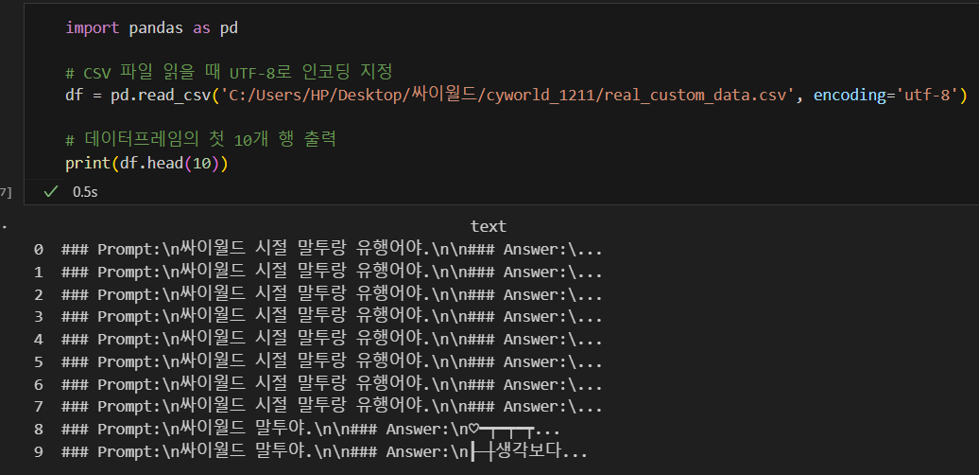 import pandas as pd
# CSV 파일 읽을 때 UTF-8로 인코딩 지정
df = pd.read_csv('C:/Users/HP/Desktop/싸이월드/cyworld_1211/real_custom_data.csv', encoding='utf-8')
# 데이터프레임의 첫 10개 행 출력
print(df.head(10))
7] ✓ 0.5s
text
0 ### Prompt:\n싸이월드 시절 말투랑 유행어야.\n\n### Answer:\...
1 ### Prompt:\n싸이월드 시절 말투랑 유행어야.\n\n### Answer:\...
2 ### Prompt:\n싸이월드 시절 말투랑 유행어야.\n\n### Answer:\...
3 ### Prompt:\n싸이월드 시절 말투랑 유행어야.\n\n### Answer:\...
4 ### Prompt:\n싸이월드 시절 말투랑 유행어야.\n\n### Answer:\...
5 ### Prompt:\n싸이월드 시절 말투랑 유행어야.\n\n### Answer:\...
6 ### Prompt:\n싸이월드 시절 말투랑 유행어야.\n\n### Answer:\...
7 ### Prompt:\n싸이월드 시절 말투랑 유행어야.\n\n### Answer:\...
8 ### Prompt:\n싸이월드 말투야.\n\n### Answer:\n♡━┳━┳━┳...
9 ### Prompt:\n싸이월드 말투야.\n\n### Answer:\n┣─┫생각보다...